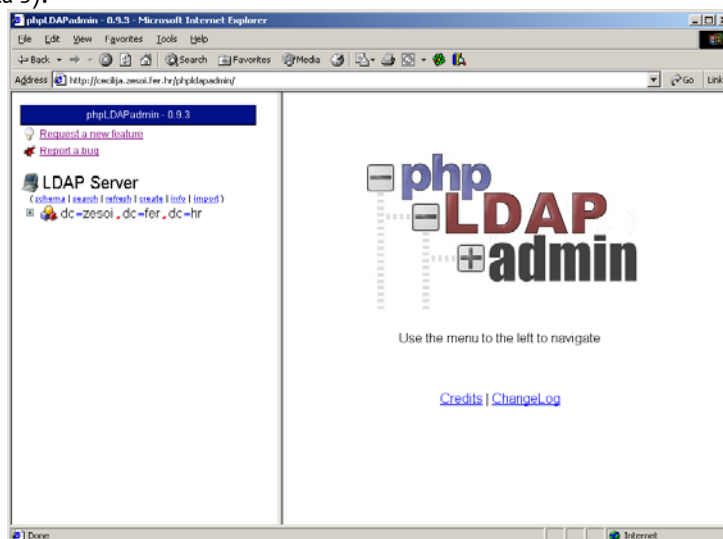 phpLDAPadmin - 0.9.3 - Microsoft Internet Explorer
File Edit View Favorites Tools Help
Back Search Favorites Media
Address http://cecilija.zesoi.fer.hr/phpldapadmin/ Go Link
phpLDAPadmin - 0.9.3
Request a new feature
Report a bug
LDAP Server
( schema | search | refresh | create | info | import )
dc=zesoi,dc=fer,dc=hr
php
LDAP
admin
Use the menu to the left to navigate
Credits | ChangeLog
Done Internet